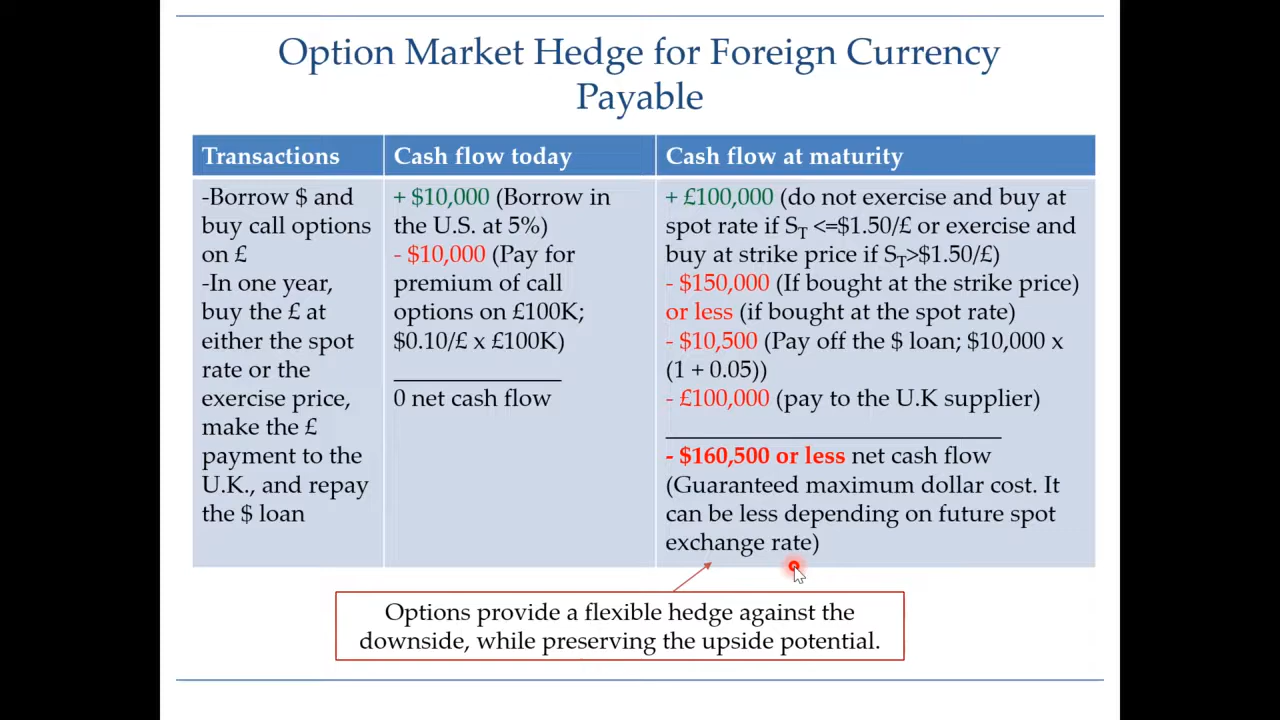 Option Market Hedge for Foreign Currency
Payable
Transactions
Cash flow today
Cash flow at maturity
-Borrow $ and
buy call options
on £
-In one year,
buy the £ at
either the spot
rate or the
exercise price,
make the £
payment to the
U.K., and repay
the $ loan
+ $10,000 (Borrow in
the U.S. at 5%)
- $10,000 (Pay for
premium of call
options on £100K;
$0.10/£ x £100K)
0 net cash flow
+ £100,000 (do not exercise and buy at
spot rate if ST <=$1.50/£ or exercise and
buy at strike price if ST>$1.50/£)
- $150,000 (If bought at the strike price)
or less (if bought at the spot rate)
- $10,500 (Pay off the $ loan; $10,000 x
(1 + 0.05))
- £100,000 (pay to the U.K supplier)
- $160,500 or less net cash flow
(Guaranteed maximum dollar cost. It
can be less depending on future spot
exchange rate)
Options provide a flexible hedge against the
downside, while preserving the upside potential.